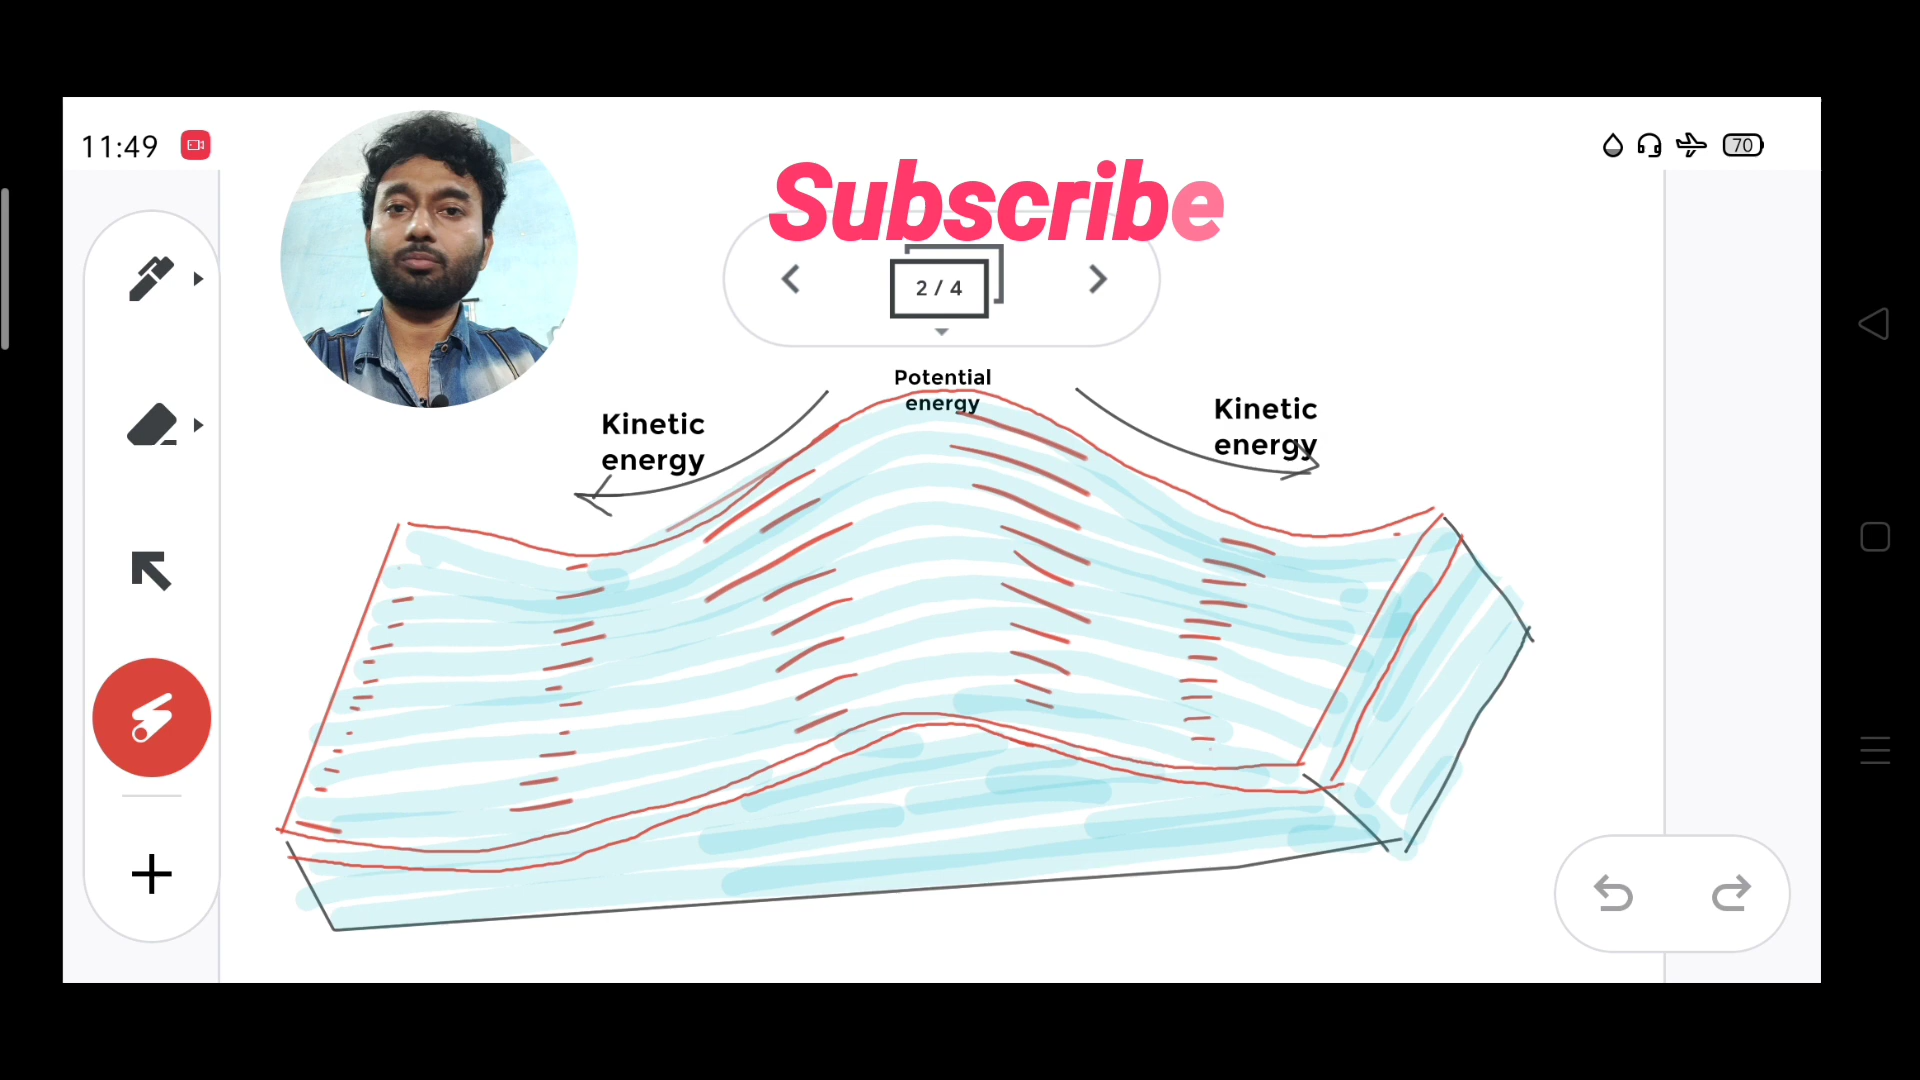 11:49
70
Subscribe
2 / 4
Potential
energy
Kinetic
energy
Kinetic
energy